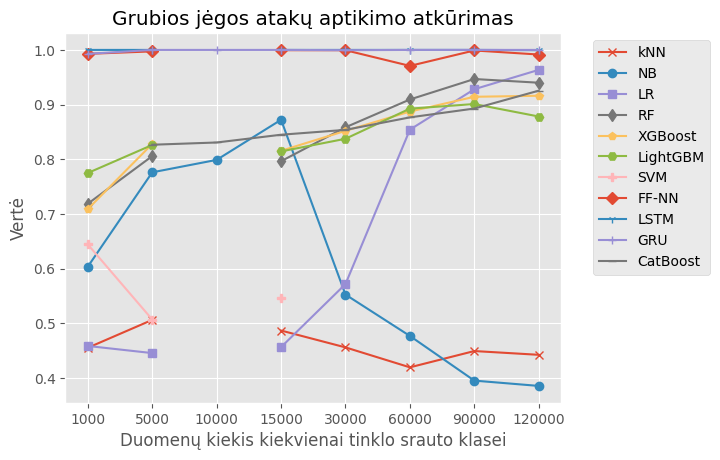 Grubios jėgos atakų aptikimo atkūrimas
Vertė
1.0
0.9
0.8
0.7
0.6
0.5
0.4
1000 5000 10000 15000 30000 60000 90000 120000
Duomenų kiekis kiekvienai tinklo srauto klasei
kNN
NB
LR
RF
XGBoost
LightGBM
SVM
FF-NN
LSTM
GRU
CatBoost